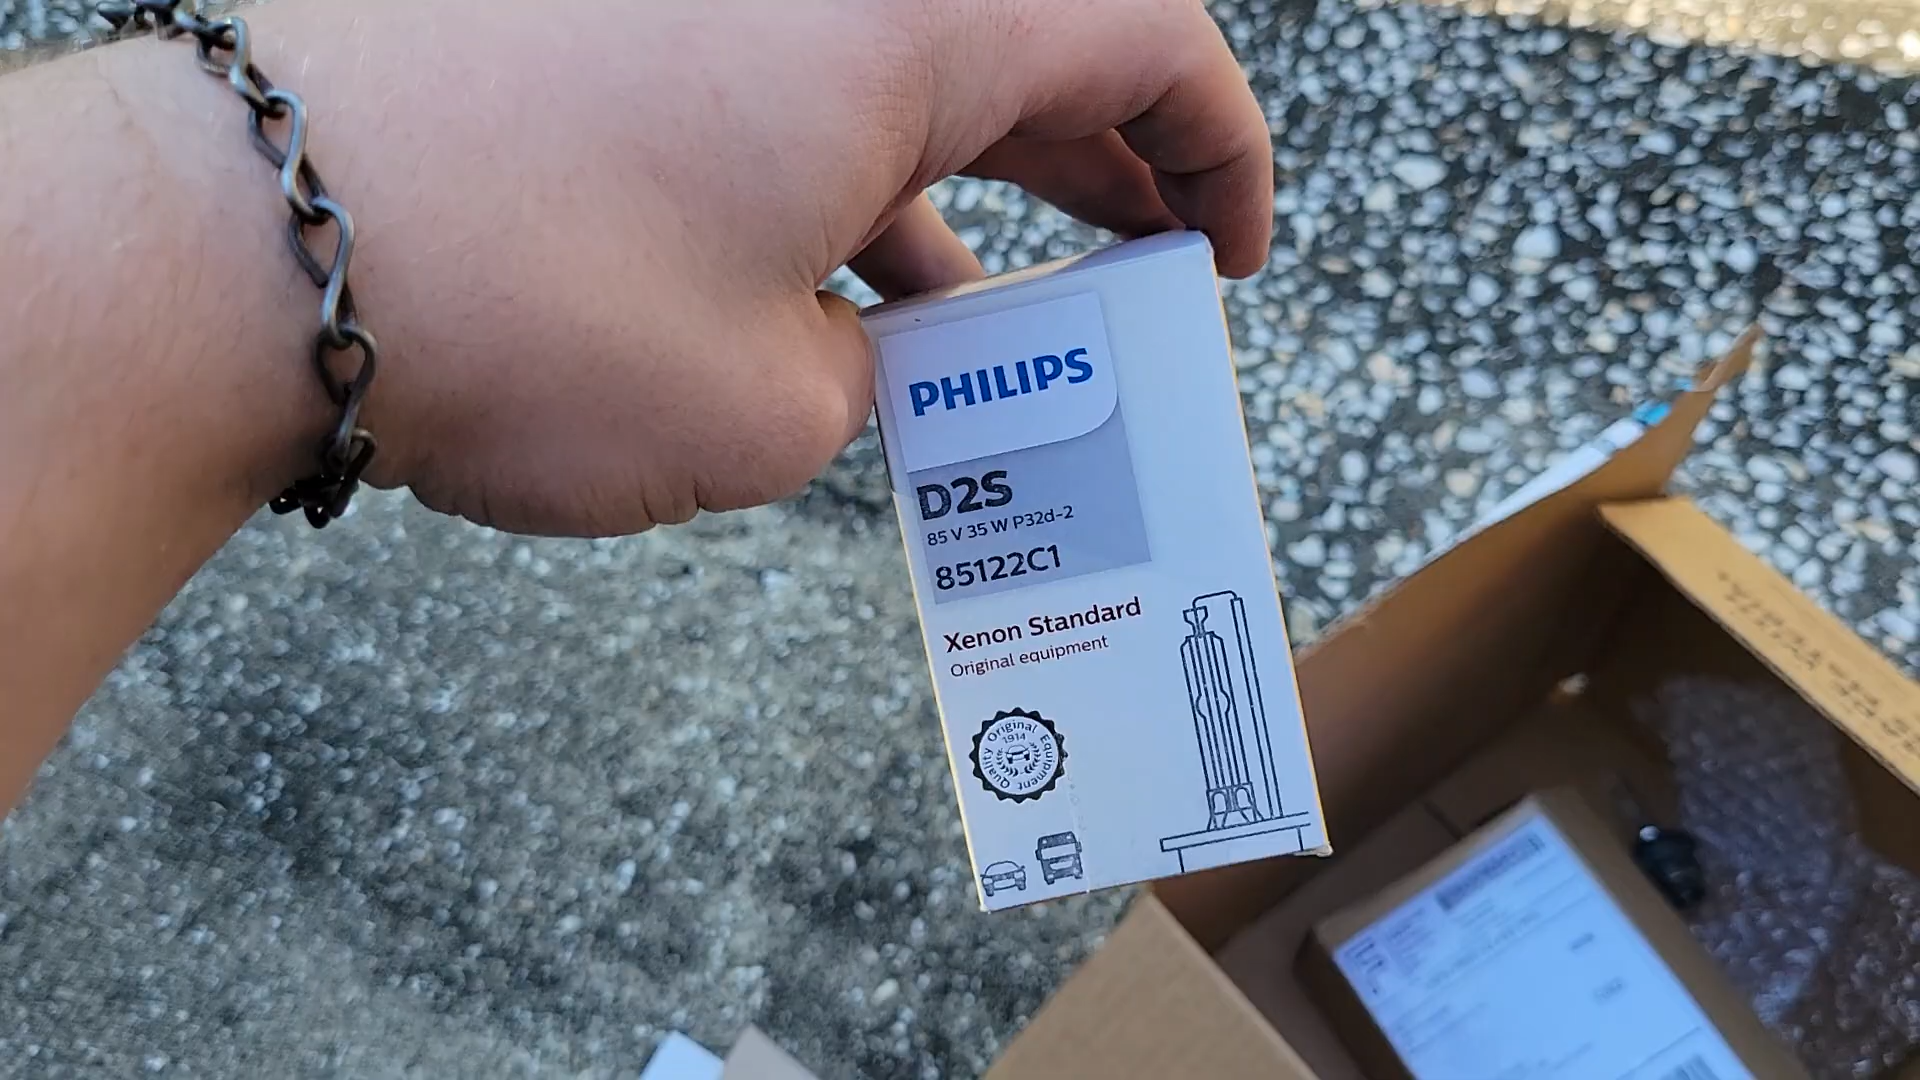 PHILIPS
D2S
85 V 35 W P32d-2
85122C1
Xenon Standard
Original equipment
Quality Original Equipment
1914